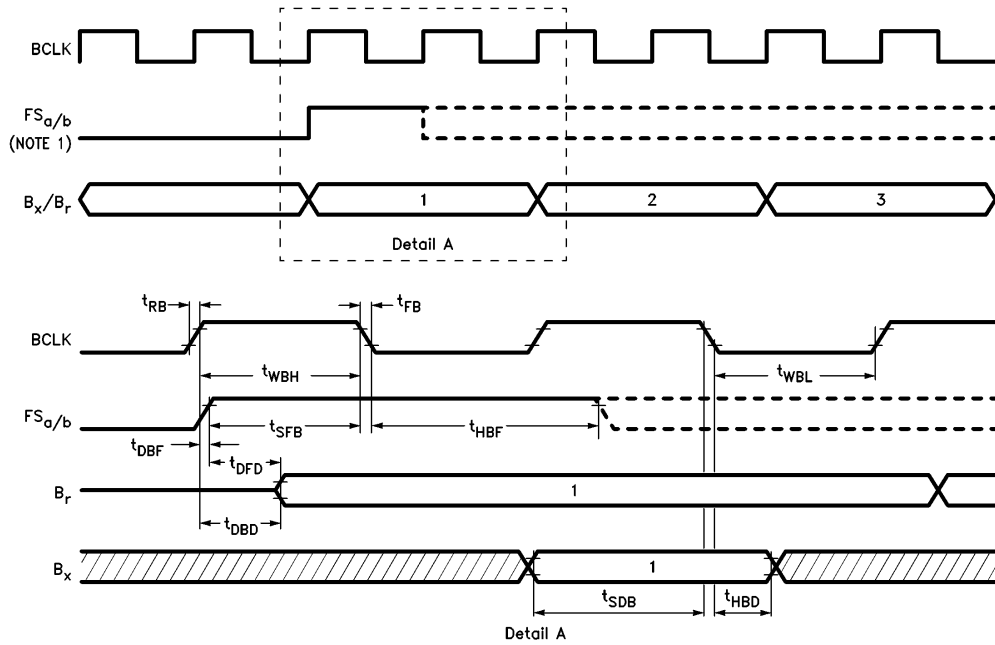 BCLK
FSa/b
(NOTE 1)
Bx/Br
1
2
3
Detail A
tRB
tFB
BCLK
tWBH
tWBL
FSa/b
tSFB
tHBF
tDBF
tDFD
Br
1
tDBD
Bx
1
tSDB
tHBD
Detail A